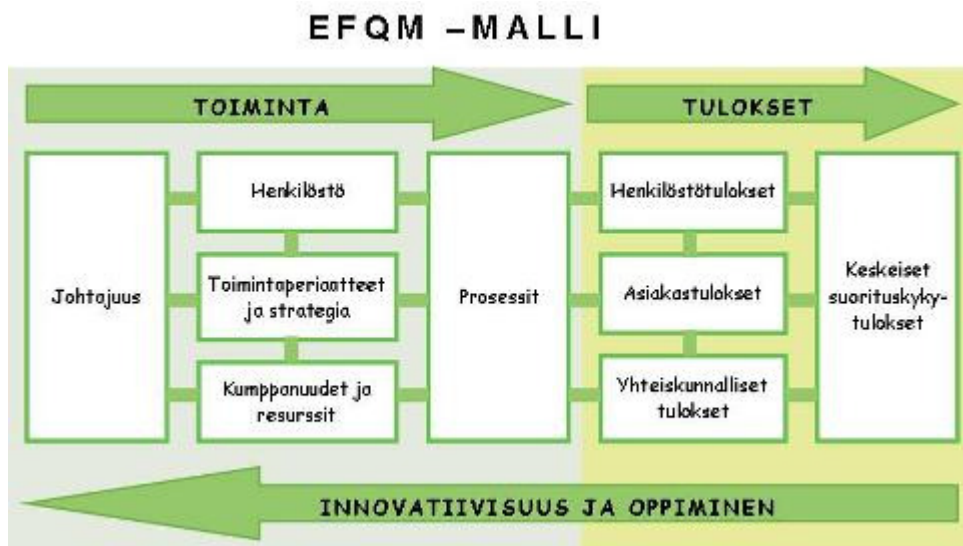 EFQM –MALLI
TOIMINTA
TULOKSET
Johtajuus
Henkilöstö
Toimintaperiaatteet
ja strategia
Kumppanuudet ja
resurssit
Prosessit
Henkilöstötulokset
Asiakastulokset
Yhteiskunnalliset
tulokset
Keskeiset
suorituskyky-
tulokset
INNOVATIIVISUUS JA OPPIMINEN